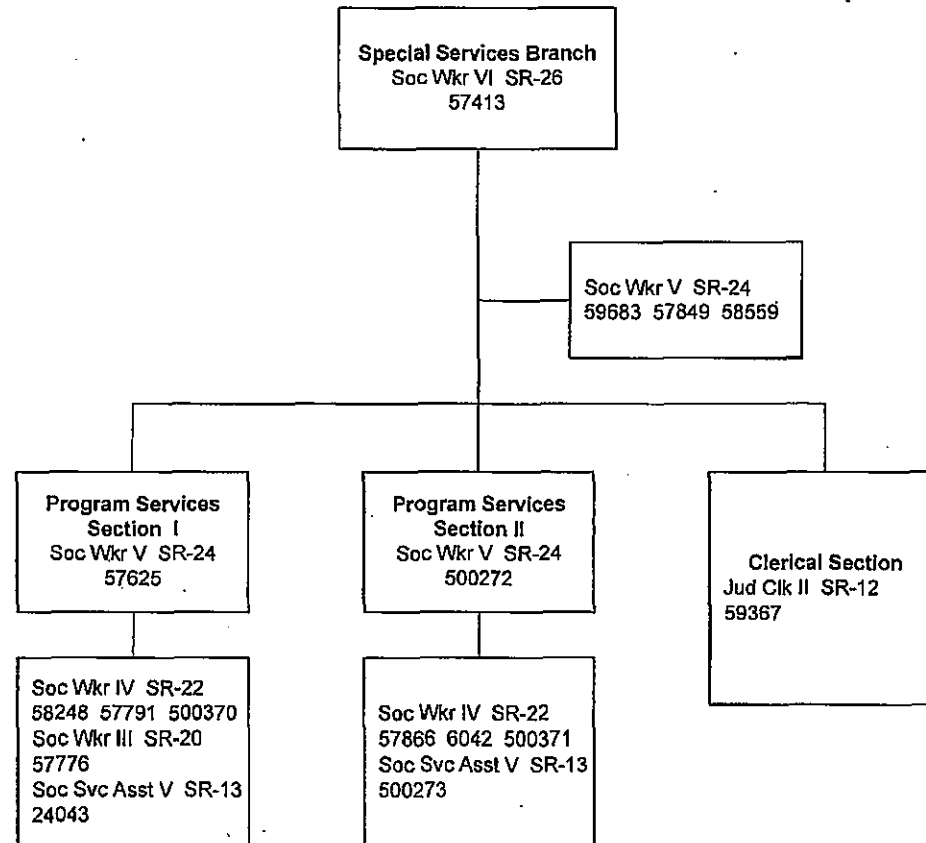 Special Services Branch
Soc Wkr VI SR-26
57413
Soc Wkr V SR-24
59683 57849 58559
Program Services
Section I
Soc Wkr V SR-24
57625
Program Services
Section II
Soc Wkr V SR-24
500272
Clerical Section
Jud Clk II SR-12
59367
Soc Wkr IV SR-22
58248 57791 500370
Soc Wkr III SR-20
57776
Soc Svc Asst V SR-13
24043
Soc Wkr IV SR-22
57866 6042 500371
Soc Svc Asst V SR-13
500273